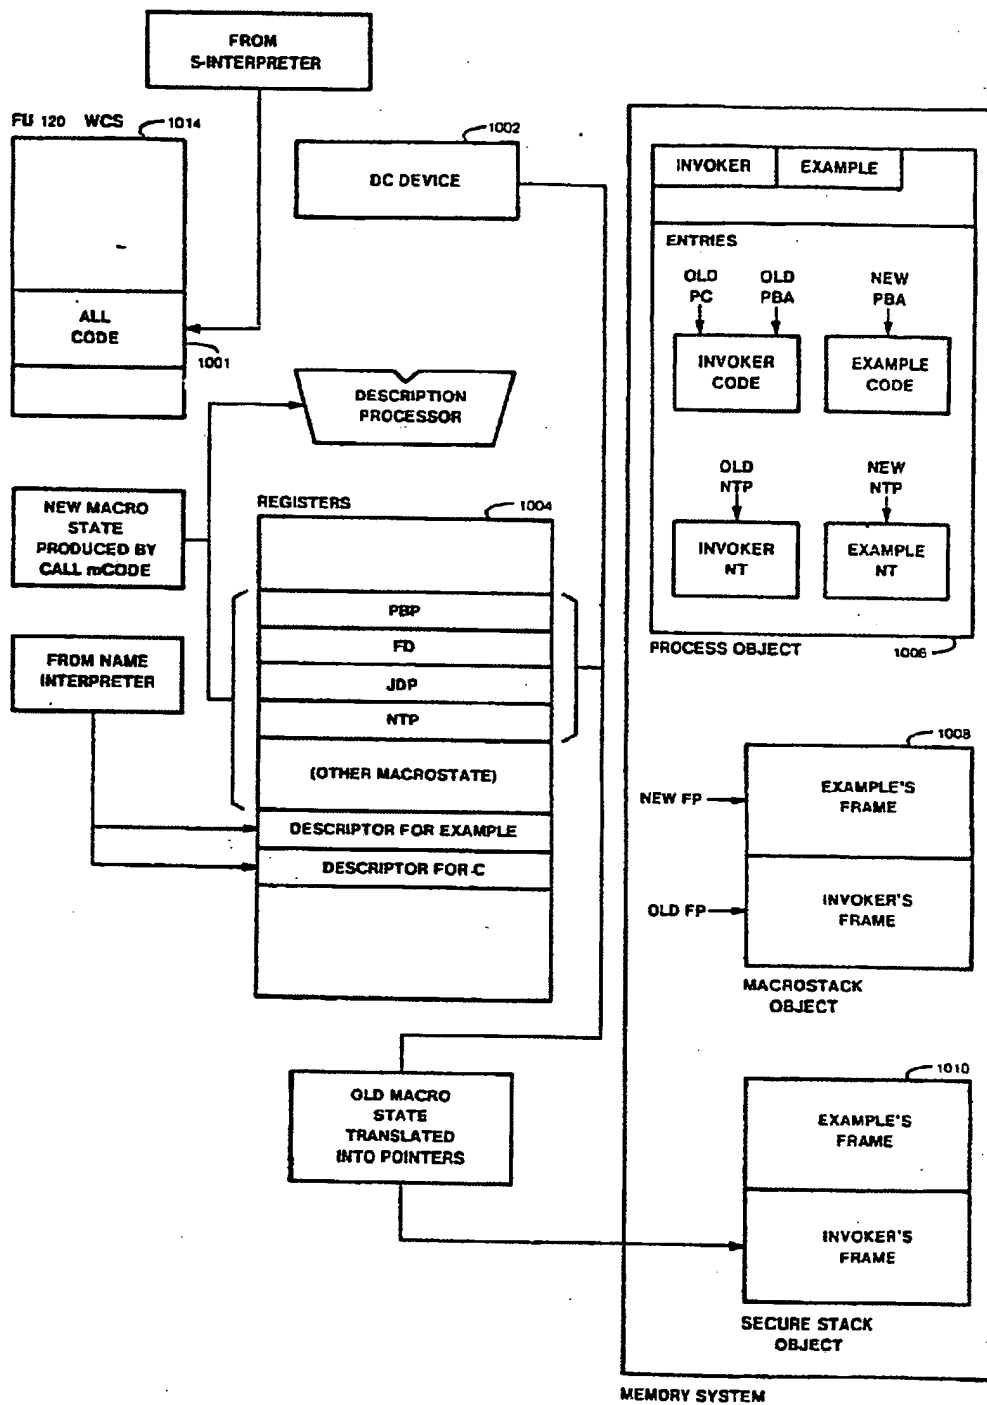 FROM
S-INTERPRETER
FU 120 WCS
1014
ALL
CODE
1001
1002
DC DEVICE
DESCRIPTION
PROCESSOR
NEW MACRO
STATE
PRODUCED BY
CALL mCODE
FROM NAME
INTERPRETER
REGISTERS
1004
PBP
FD
JDP
NTP
(OTHER MACROSTATE)
DESCRIPTOR FOR EXAMPLE
DESCRIPTOR FOR C
OLD MACRO
STATE
TRANSLATED
INTO POINTERS
INVOKER
EXAMPLE
ENTRIES
OLD
PC
OLD
PBA
NEW
PBA
INVOKER
CODE
EXAMPLE
CODE
OLD
NTP
NEW
NTP
INVOKER
NT
EXAMPLE
NT
PROCESS OBJECT
1006
1008
NEW FP
EXAMPLE'S
FRAME
OLD FP
INVOKER'S
FRAME
MACROSTACK
OBJECT
1010
EXAMPLE'S
FRAME
INVOKER'S
FRAME
SECURE STACK
OBJECT
MEMORY SYSTEM